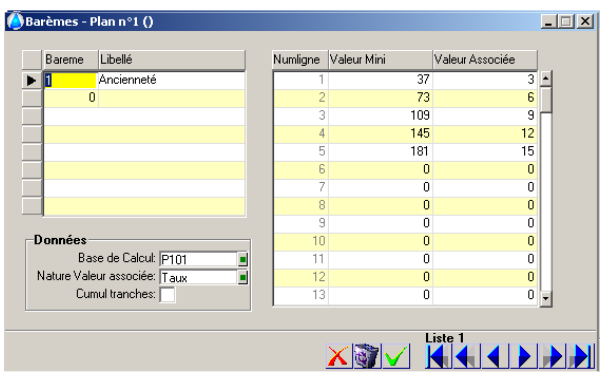 Barèmes - Plan n°1 ()
Bareme Libellé
1 Ancienneté
0
Numligne Valeur Mini Valeur Associée
1 37 3
2 73 6
3 109 9
4 145 12
5 181 15
6 0 0
7 0 0
8 0 0
9 0 0
10 0 0
11 0 0
12 0 0
13 0 0
Données
Base de Calcul: P101
Nature Valeur associée: Taux
Cumul tranches:
Liste 1